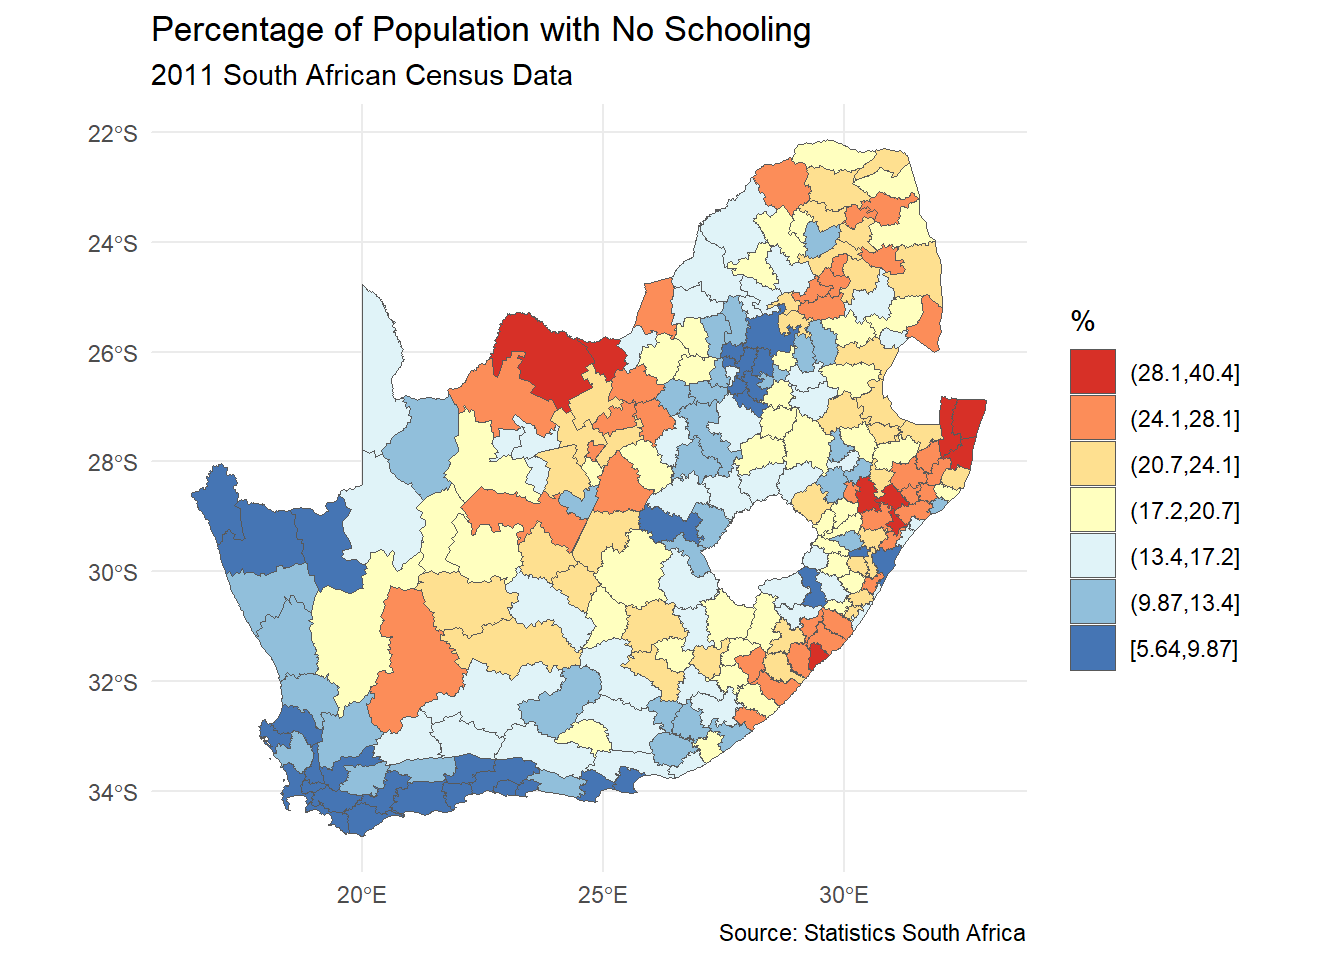 Percentage of Population with No Schooling
2011 South African Census Data
22°S
24°S
26°S
28°S
30°S
32°S
34°S
20°E
25°E
30°E
%
(28.1,40.4]
(24.1,28.1]
(20.7,24.1]
(17.2,20.7]
(13.4,17.2]
(9.87,13.4]
[5.64,9.87]
Source: Statistics South Africa